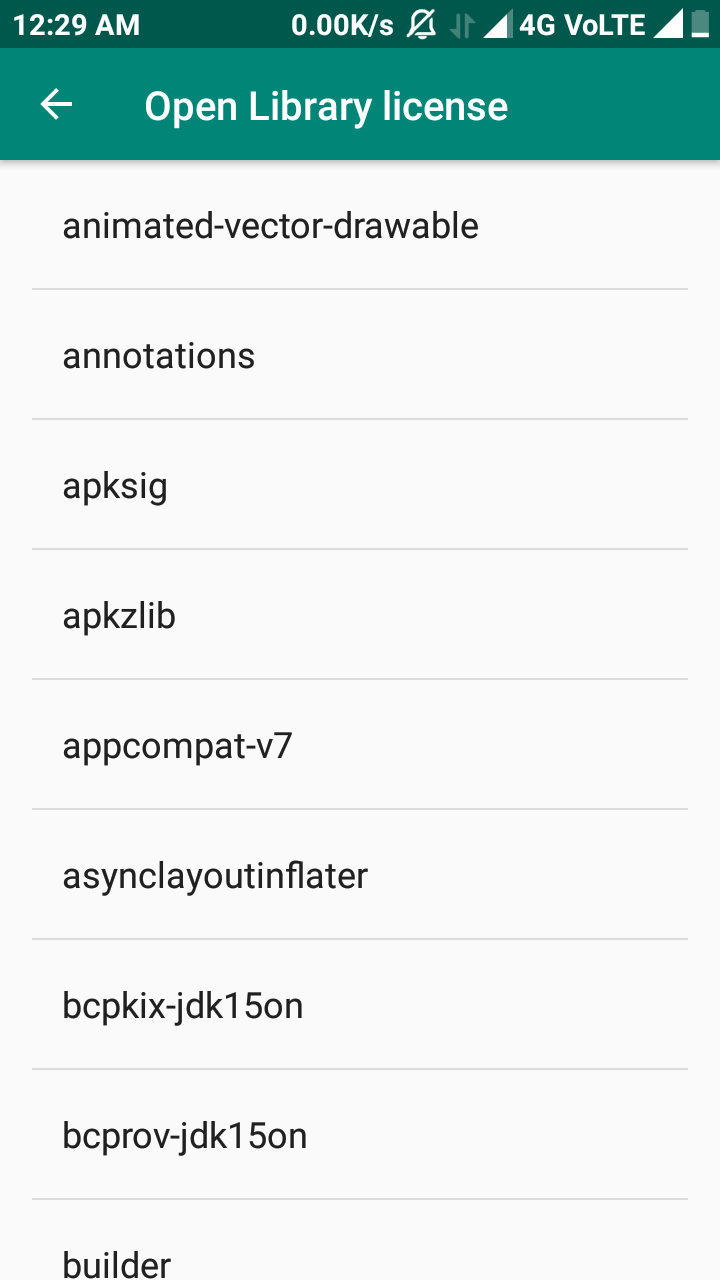 12:29 AM 0.00K/s 4G VoLTE
Open Library license
animated-vector-drawable
annotations
apksig
apkzlib
appcompat-v7
asynclayoutinflater
bcpkix-jdk15on
bcprov-jdk15on
builder